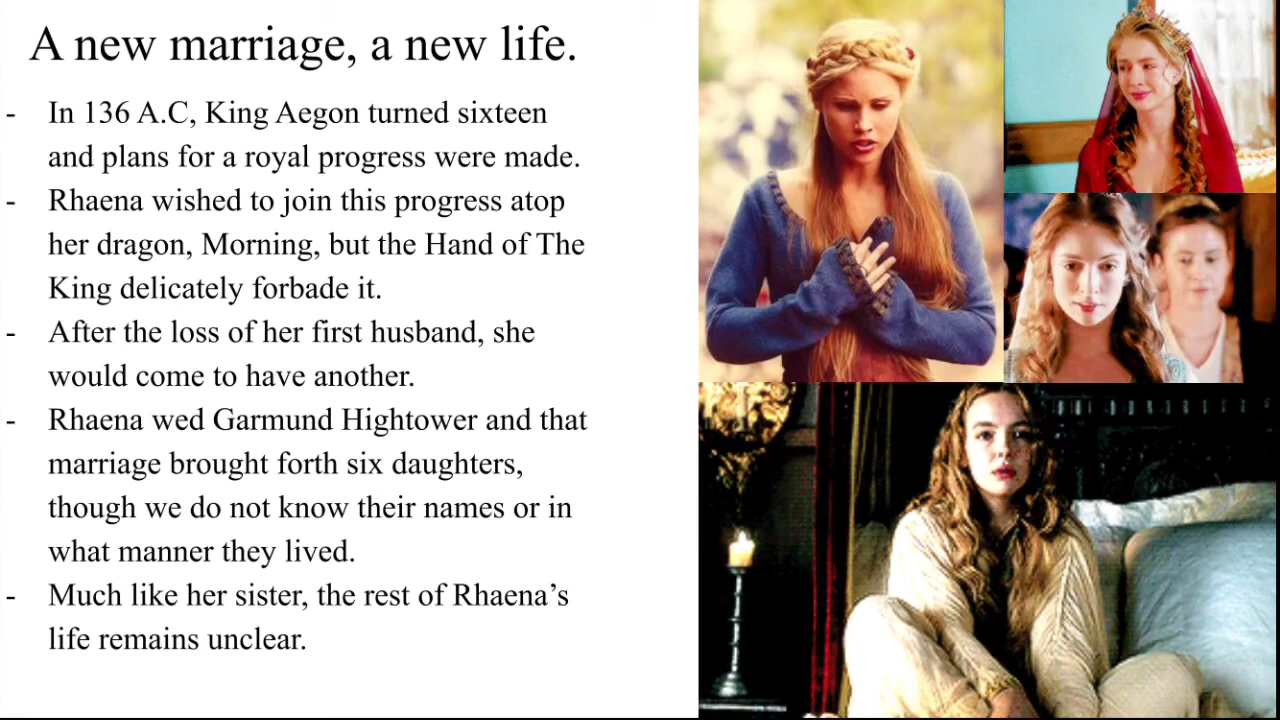 A new marriage, a new life.
- In 136 A.C, King Aegon turned sixteen
and plans for a royal progress were made.
- Rhaena wished to join this progress atop
her dragon, Morning, but the Hand of The
King delicately forbade it.
- After the loss of her first husband, she
would come to have another.
- Rhaena wed Garmund Hightower and that
marriage brought forth six daughters,
though we do not know their names or in
what manner they lived.
- Much like her sister, the rest of Rhaena’s
life remains unclear.